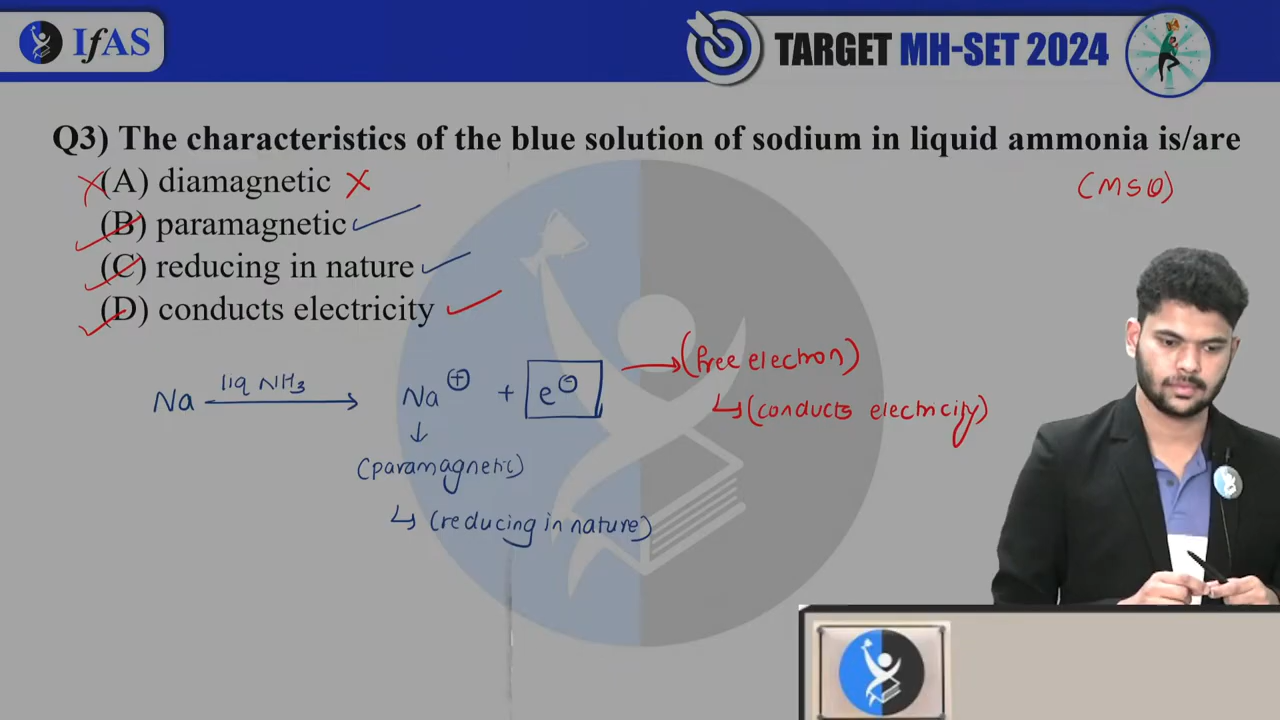 IfAS
TARGET MH-SET 2024
Q3) The characteristics of the blue solution of sodium in liquid ammonia is/are
(A) diamagnetic
(MSQ)
(B) paramagnetic
(C) reducing in nature
(D) conducts electricity
Na liq NH3 → Na⊕ + e⊖ → (free electron)
↳ (conducts electricity)
↓
(paramagnetic)
↳ (reducing in nature)